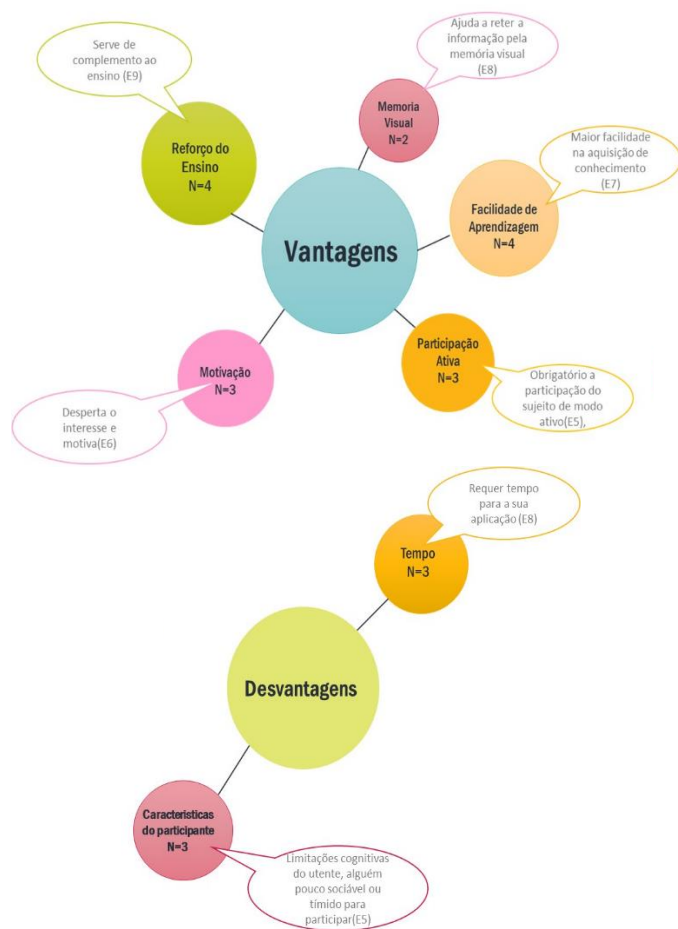 Serve de
complemento ao
ensino (E9)
Ajuda a reter a
informação pela
memória visual
(E8)
Memoria
Visual
N=2
Reforço do
Ensino
N=4
Maior facilidade
na aquisição de
conhecimento
(E7)
Facilidade de
Aprendizagem
N=4
Vantagens
Motivação
N=3
Participação
Ativa
N=3
Desperta o
interesse e
motiva(E6)
Obrigatório a
participação do
sujeito de modo
ativo(E5),
Requer tempo
para a sua
aplicação (E8)
Tempo
N=3
Desvantagens
Caracteristicas
do participante
N=3
Limitações cognitivas
do utente, alguém
pouco sociável ou
tímido para
participar(E5)